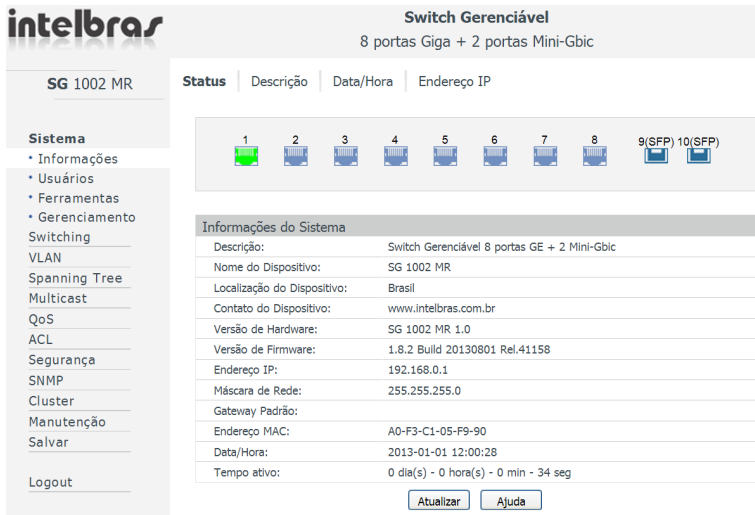 intelbras
Switch Gerenciável
8 portas Giga + 2 portas Mini-Gbic
SG 1002 MR
Status Descrição Data/Hora Endereço IP
Sistema
• Informações
• Usuários
• Ferramentas
• Gerenciamento
Switching
VLAN
Spanning Tree
Multicast
QoS
ACL
Segurança
SNMP
Cluster
Manutenção
Salvar
Logout
1 2 3 4 5 6 7 8 9(SFP) 10(SFP)
Informações do Sistema
Descrição: Switch Gerenciável 8 portas GE + 2 Mini-Gbic
Nome do Dispositivo: SG 1002 MR
Localização do Dispositivo: Brasil
Contato do Dispositivo: www.intelbras.com.br
Versão de Hardware: SG 1002 MR 1.0
Versão de Firmware: 1.8.2 Build 20130801 Rel.41158
Endereço IP: 192.168.0.1
Máscara de Rede: 255.255.255.0
Gateway Padrão:
Endereço MAC: A0-F3-C1-05-F9-90
Data/Hora: 2013-01-01 12:00:28
Tempo ativo: 0 dia(s) - 0 hora(s) - 0 min - 34 seg
Atualizar Ajuda